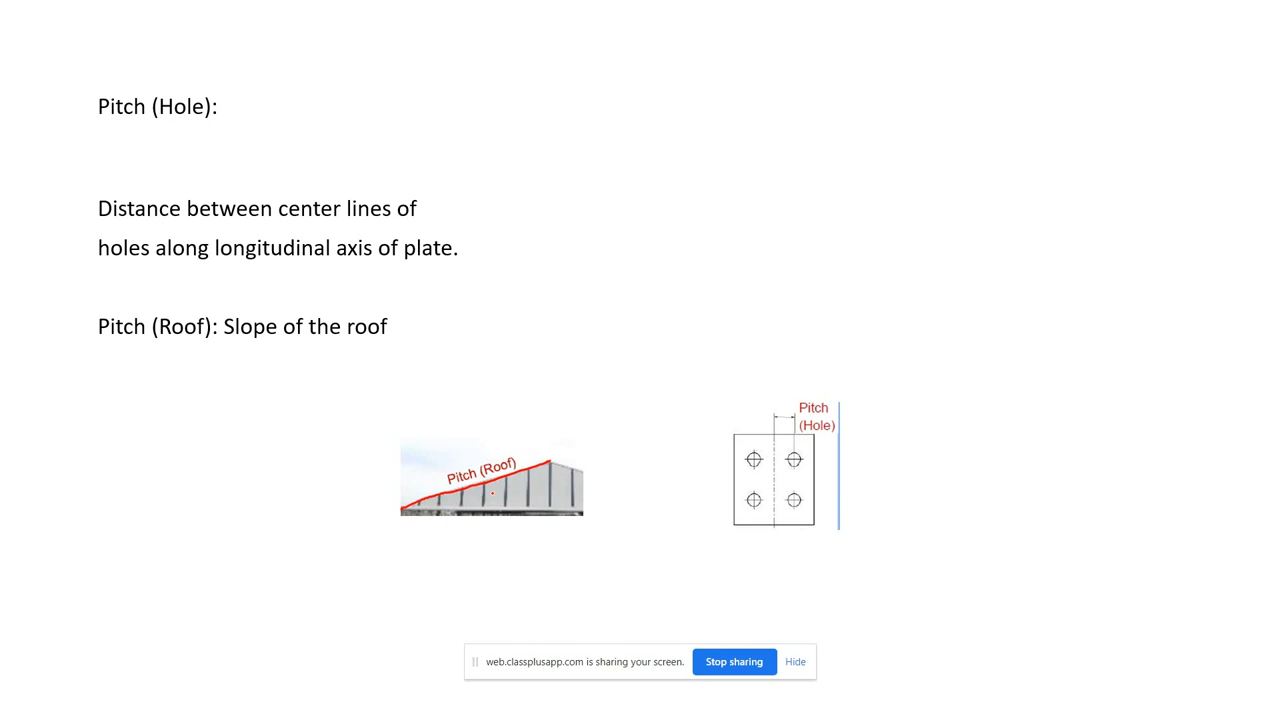 Pitch (Hole):
Distance between center lines of
holes along longitudinal axis of plate.
Pitch (Roof): Slope of the roof
Pitch (Roof)
Pitch
(Hole)
web.classplusapp.com is sharing your screen. Stop sharing Hide